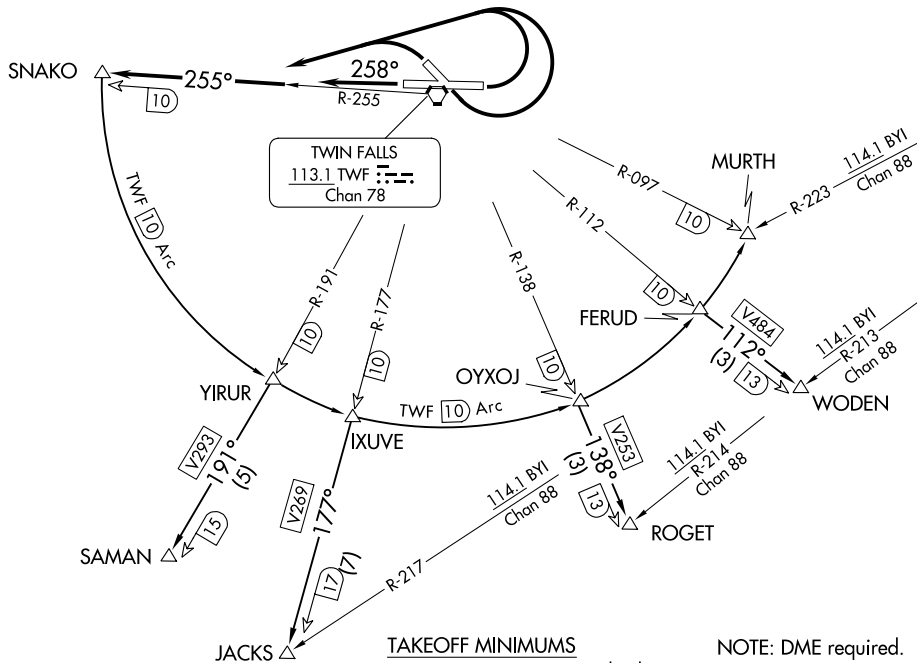 SNAKO
255°
258°
R-255
10
TWIN FALLS
113.1 TWF
Chan 78
MURTH
114.1 BYI
R-223 Chan 88
R-097
10
R-112
10
TWF 10 Arc
R-191
10
R-177
10
R-138
10
FERUD
V484
112°
(3)
13
114.1 BYI
R-213
Chan 88
WODEN
OYXOJ
YIRUR
TWF 10 Arc
IXUVE
V293
191°
(5)
15
SAMAN
V269
177°
17
(7)
JACKS
V253
138°
(3)
13
ROGET
114.1 BYI
R-214
Chan 88
114.1 BYI
Chan 88
R-217
TAKEOFF MINIMUMS
NOTE: DME required.